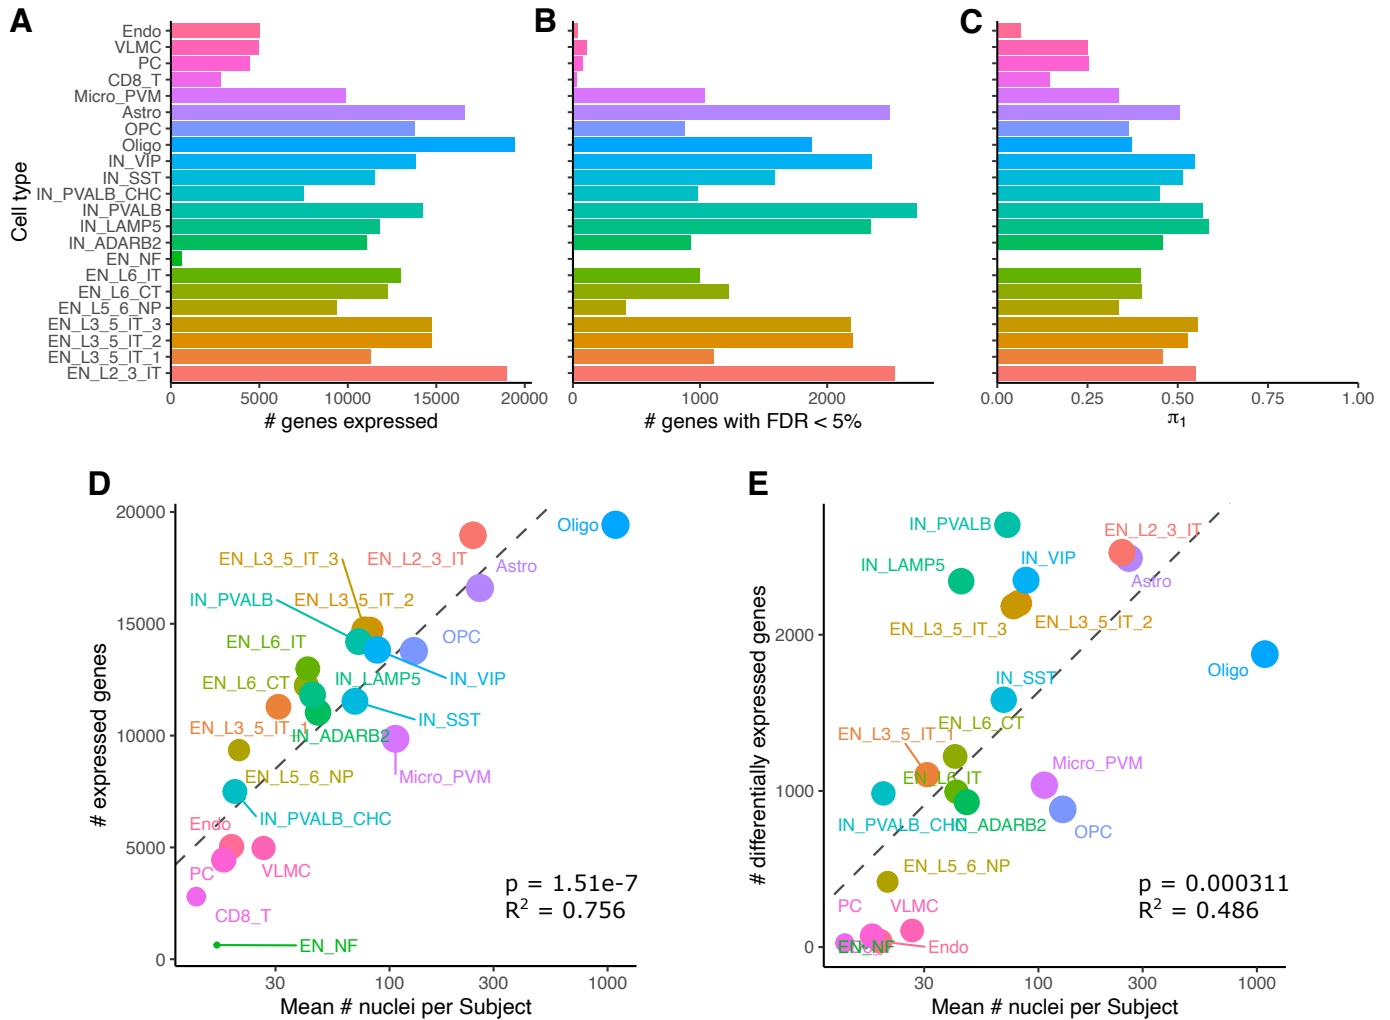 A
B
C
Cell type
Endo
VLMC
PC
CD8_T
Micro_PVM
Astro
OPC
Oligo
IN_VIP
IN_SST
IN_PVALB_CHC
IN_PVALB
IN_LAMP5
IN_ADARB2
EN_NF
EN_L6_IT
EN_L6_CT
EN_L5_6_NP
EN_L3_5_IT_3
EN_L3_5_IT_2
EN_L3_5_IT_1
EN_L2_3_IT
0 5000 10000 15000 20000
# genes expressed
0 1000 2000
# genes with FDR < 5%
0.00 0.25 0.50 0.75 1.00
π1
D
# expressed genes
20000
15000
10000
5000
0
Oligo
EN_L2_3_IT
EN_L3_5_IT_3
Astro
IN_PVALB
EN_L3_5_IT_2
OPC
EN_L6_IT
IN_LAMP5
IN_VIP
EN_L6_CT
IN_SST
EN_L3_5_IT_1
IN_ADARB2
Micro_PVM
EN_L5_6_NP
IN_PVALB_CHC
Endo
PC
VLMC
CD8_T
EN_NF
p = 1.51e-7
R² = 0.756
30 100 300 1000
Mean # nuclei per Subject
E
# differentially expressed genes
2000
1000
0
IN_PVALB
EN_L2_3_IT
IN_VIP
IN_LAMP5
Astro
EN_L3_5_IT_3
EN_L3_5_IT_2
Oligo
IN_SST
EN_L6_CT
EN_L3_5_IT_1
Micro_PVM
EN_L6_IT
IN_PVALB_CHC
IN_ADARB2
OPC
EN_L5_6_NP
PC
VLMC
EN_NF
Endo
p = 0.000311
R² = 0.486
30 100 300 1000
Mean # nuclei per Subject